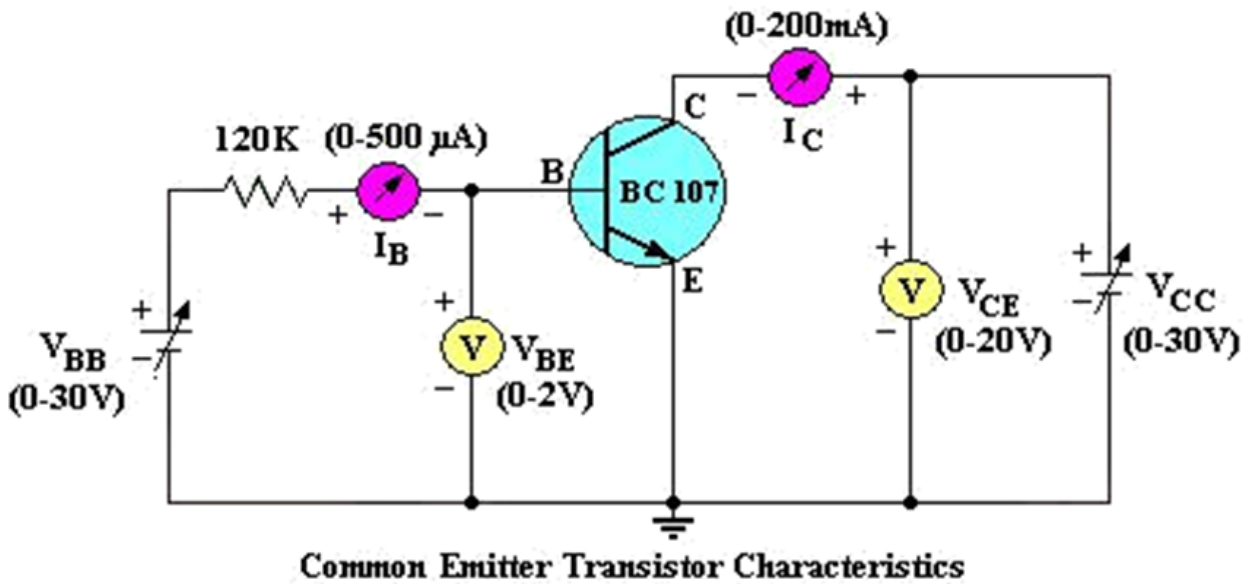 (0-200mA)
− +
I_C
C
120K (0-500 µA)
+ −
I_B
B
BC 107
E
+
V_BB
−
(0-30V)
+
V
−
V_BE
(0-2V)
+
V
−
V_CE
(0-20V)
+
−
V_CC
(0-30V)
Common Emitter Transistor Characteristics